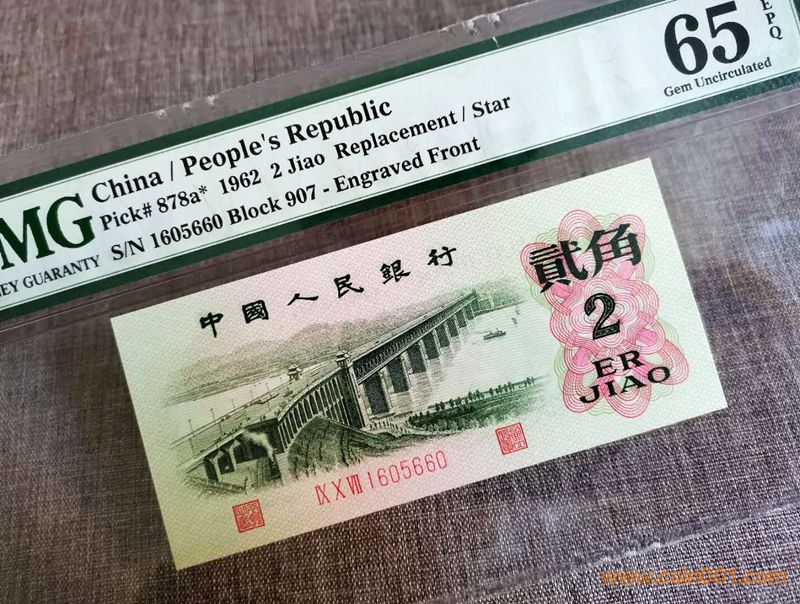 65 EPQ
Gem Uncirculated
MG
EY GUARANTY
China / People's Republic
Pick# 878a* 1962 2 Jiao Replacement / Star
S/N 1605660 Block 907 - Engraved Front
中國人民銀行
貳角
2
ER
JIAO
ⅨⅩⅦ 1605660
www.coin001.com